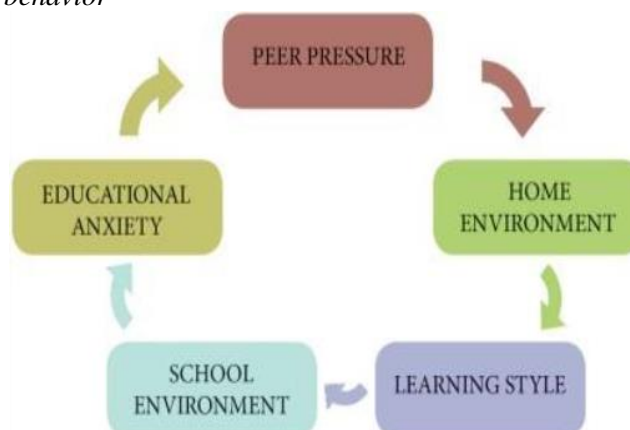 behavior
PEER PRESSURE
EDUCATIONAL
ANXIETY
HOME
ENVIRONMENT
SCHOOL
ENVIRONMENT
LEARNING STYLE